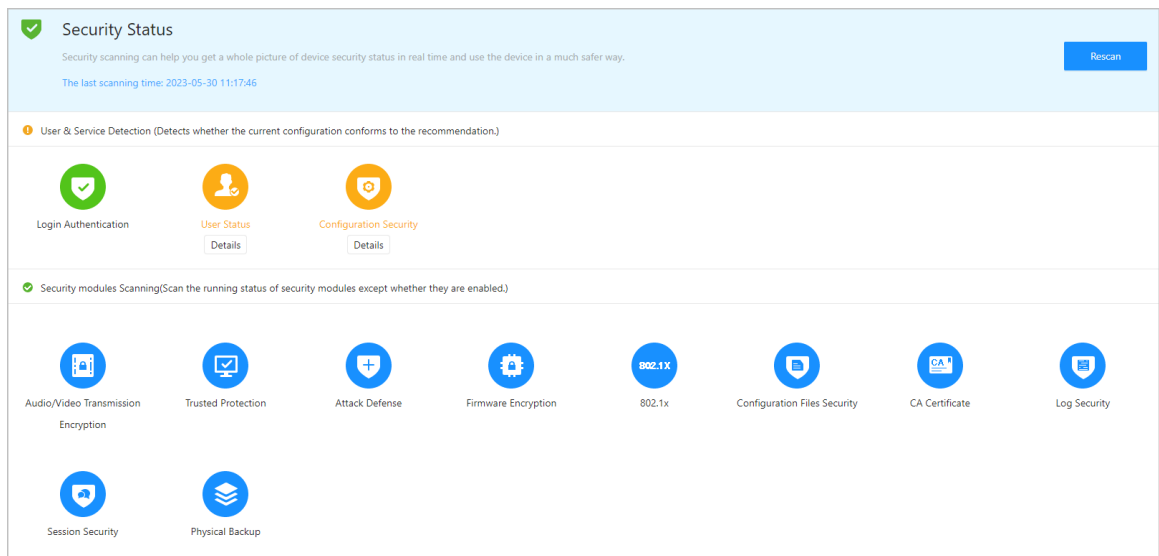 Security Status
Security scanning can help you get a whole picture of device security status in real time and use the device in a much safer way.
Rescan
The last scanning time: 2023-05-30 11:17:46
User & Service Detection (Detects whether the current configuration conforms to the recommendation.)
Login Authentication
User Status
Configuration Security
Details
Details
Security modules Scanning(Scan the running status of security modules except whether they are enabled.)
802.1X
CA
Audio/Video Transmission
Encryption
Trusted Protection
Attack Defense
Firmware Encryption
802.1x
Configuration Files Security
CA Certificate
Log Security
Session Security
Physical Backup